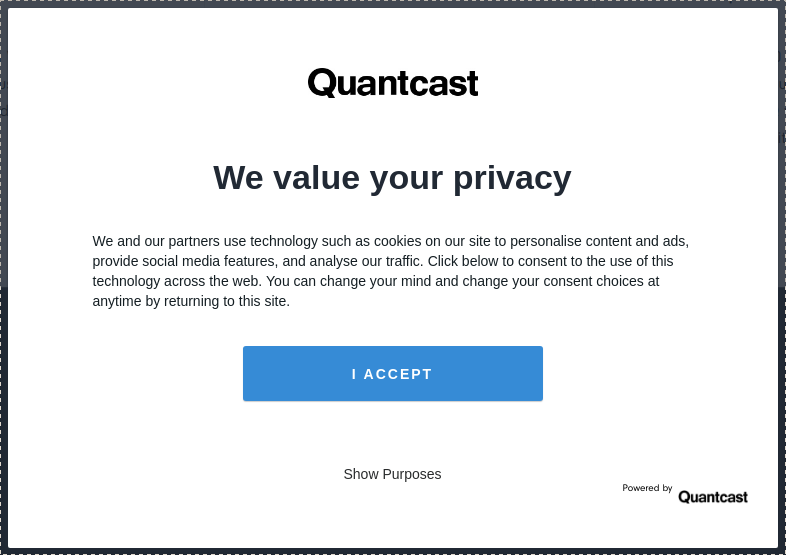 Quantcast
We value your privacy
We and our partners use technology such as cookies on our site to personalise content and ads,
provide social media features, and analyse our traffic. Click below to consent to the use of this
technology across the web. You can change your mind and change your consent choices at
anytime by returning to this site.
I ACCEPT
Show Purposes
Powered by Quantcast